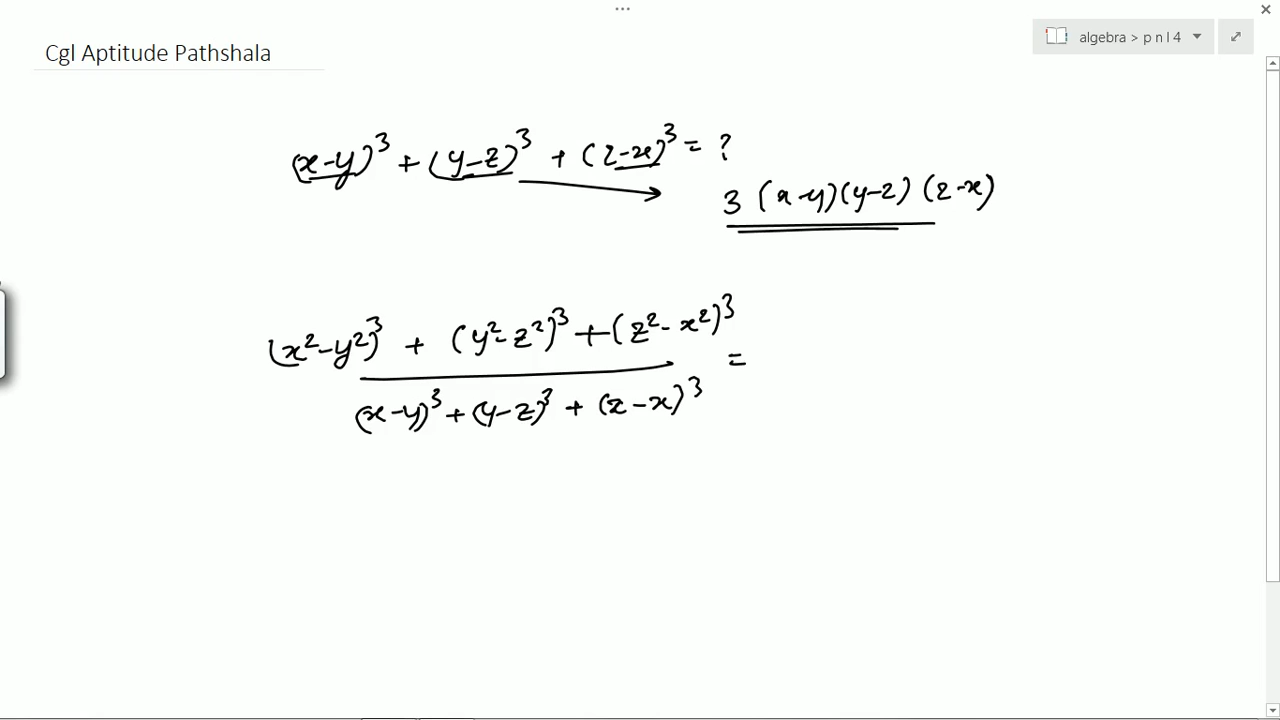 ...
algebra > p n l 4
Cgl Aptitude Pathshala
(x-y)³ + (y-z)³ + (z-x)³ = ?
3 (x-y)(y-z) (z-x)
(x²-y²)³ + (y²-z²)³ + (z²-x²)³
=
(x-y)³ + (y-z)³ + (z-x)³